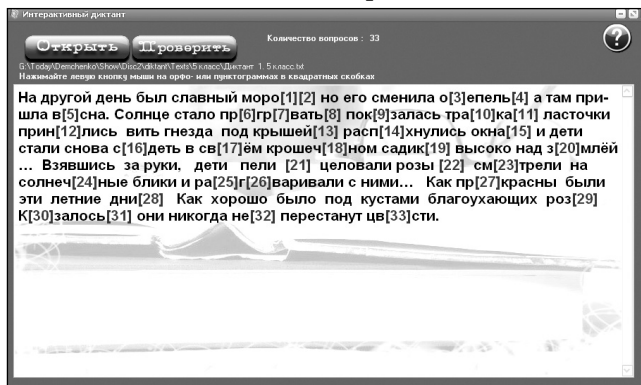 Интерактивный диктант
Открыть Проверить Количество вопросов : 33 ?
G:\Today\Demchenko\Show\Disc2\diktant\Texts\5 класс\Диктант 1. 5 класс.txt
Нажимайте левую кнопку мыши на орфо- или пунктограммах в квадратных скобках
На другой день был славный моро[1][2] но его сменила о[3]епель[4] а там при-
шла в[5]сна. Солнце стало пр[6]гр[7]вать[8] пок[9]залась тра[10]ка[11] ласточки
прин[12]лись вить гнезда под крышей[13] расп[14]хнулись окна[15] и дети
стали снова с[16]деть в св[17]ём крошеч[18]ном садик[19] высоко над з[20]млёй
... Взявшись за руки, дети пели [21] целовали розы [22] см[23]трели на
солнеч[24]ные блики и ра[25]г[26]варивали с ними... Как пр[27]красны были
эти летние дни[28] Как хорошо было под кустами благоухающих роз[29]
К[30]залось[31] они никогда не[32] перестанут цв[33]сти.